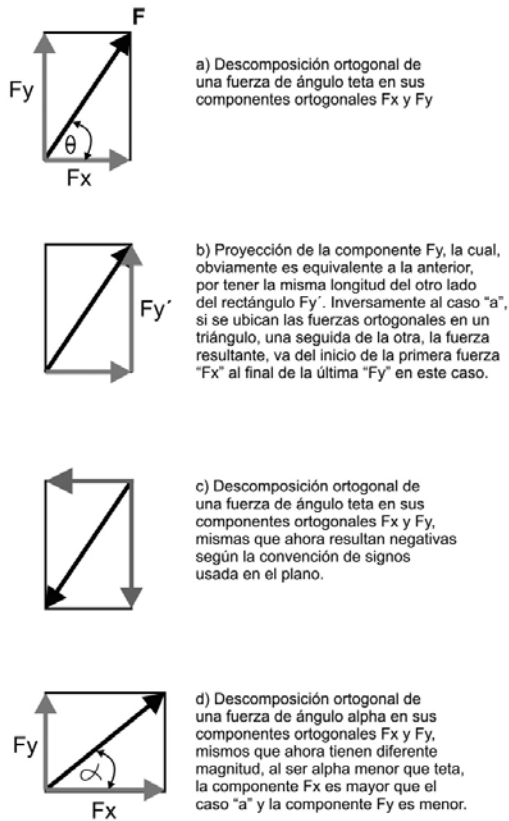 F
Fy
θ
Fx
a) Descomposición ortogonal de
una fuerza de ángulo teta en sus
componentes ortogonales Fx y Fy
Fy´
b) Proyección de la componente Fy, la cual,
obviamente es equivalente a la anterior,
por tener la misma longitud del otro lado
del rectángulo Fy´. Inversamente al caso “a”,
si se ubican las fuerzas ortogonales en un
triángulo, una seguida de la otra, la fuerza
resultante, va del inicio de la primera fuerza
“Fx” al final de la última “Fy” en este caso.
c) Descomposición ortogonal de
una fuerza de ángulo teta en sus
componentes ortogonales Fx y Fy,
mismas que ahora resultan negativas
según la convención de signos
usada en el plano.
Fy
α
Fx
d) Descomposición ortogonal de
una fuerza de ángulo alpha en sus
componentes ortogonales Fx y Fy,
mismos que ahora tienen diferente
magnitud, al ser alpha menor que teta,
la componente Fx es mayor que el
caso “a” y la componente Fy es menor.